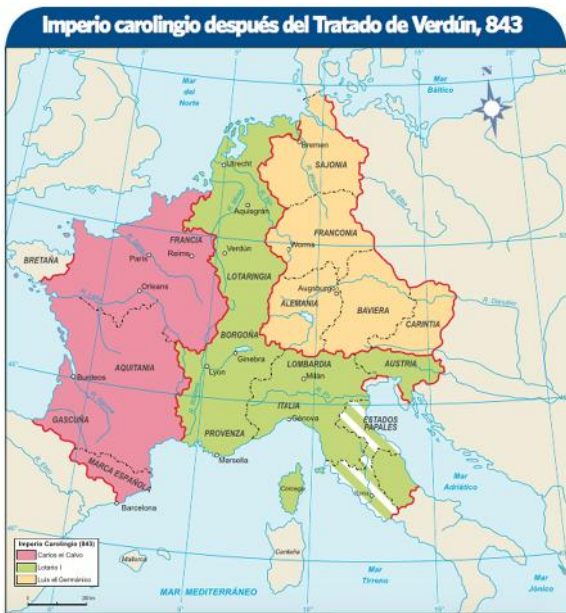 Imperio carolingio después del Tratado de Verdún, 843
Mar
del
Norte
Mar
Báltico
N
Bremen
SAJONIA
Utrecht
R. Elba
Aquisgrán
FRANCONIA
FRANCIA
Worms
BRETAÑA
París
Reims
Verdún
Orleans
LOTARINGIA
Augsburgo
ALEMANIA
BAVIERA
R. Danubio
CARINTIA
BORGOÑA
Ginebra
AQUITANIA
Lyon
LOMBARDIA
Milán
AUSTRIA
Burdeos
ITALIA
Génova
ESTADOS
PAPALES
GASCUÑA
PROVENZA
Marsella
MARCA ESPAÑOLA
R. Ebro
Barcelona
Córcega
Roma
Mar
Adriático
Imperio Carolingio (843)
Carlos el Calvo
Lotario I
Luis el Germánico
Mallorca
Cerdeña
MAR MEDITERRÁNEO
Mar
Tirreno
Mar
Jónico